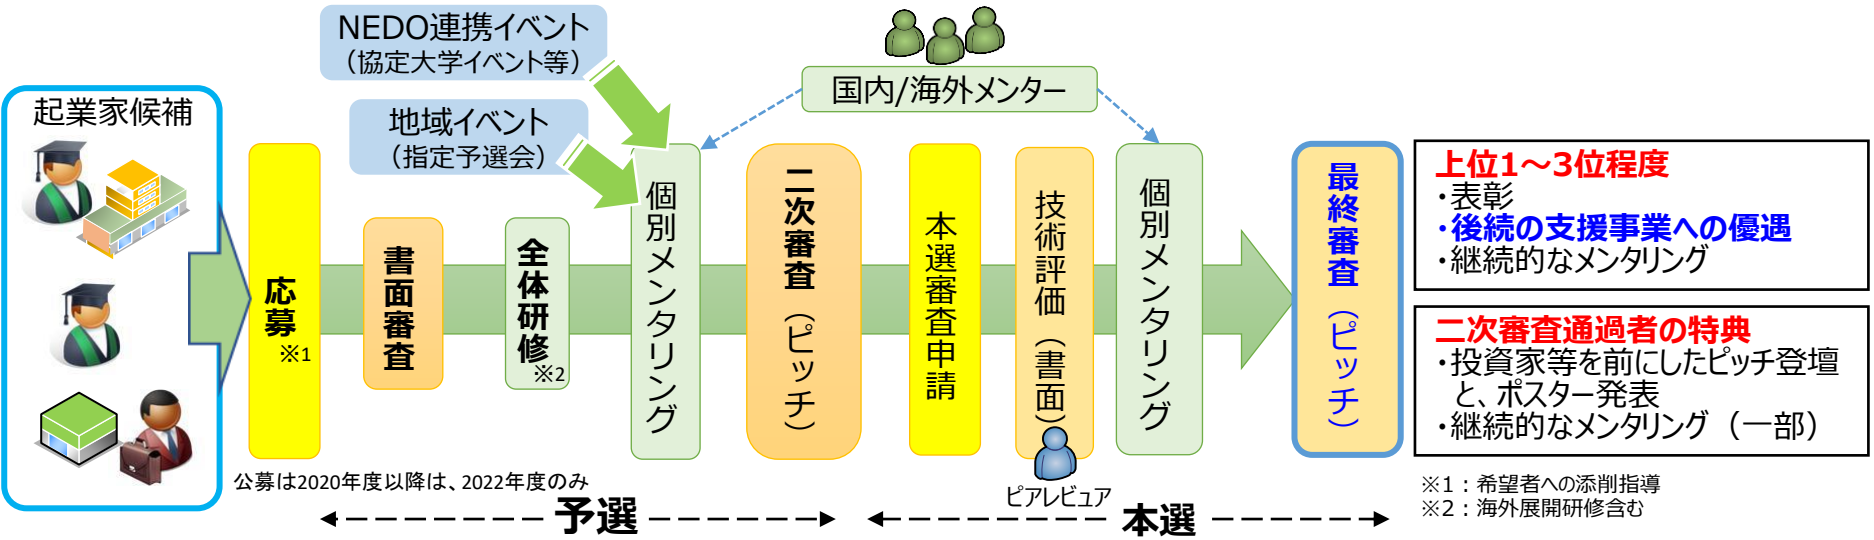 NEDO連携イベント
（協定大学イベント等）
地域イベント
（指定予選会）
国内/海外メンター
起業家候補
応募
※1
書面審査
全体研修
※2
個別メンタリング
二次審査（ピッチ）
本選審査申請
技術評価（書面）
ピアレビュア
個別メンタリング
最終審査（ピッチ）
上位1～3位程度
・表彰
・後続の支援事業への優遇
・継続的なメンタリング
二次審査通過者の特典
・投資家等を前にしたピッチ登壇
と、ポスター発表
・継続的なメンタリング（一部）
※1：希望者への添削指導
※2：海外展開研修含む
公募は2020年度以降は、2022年度のみ
予選
本選